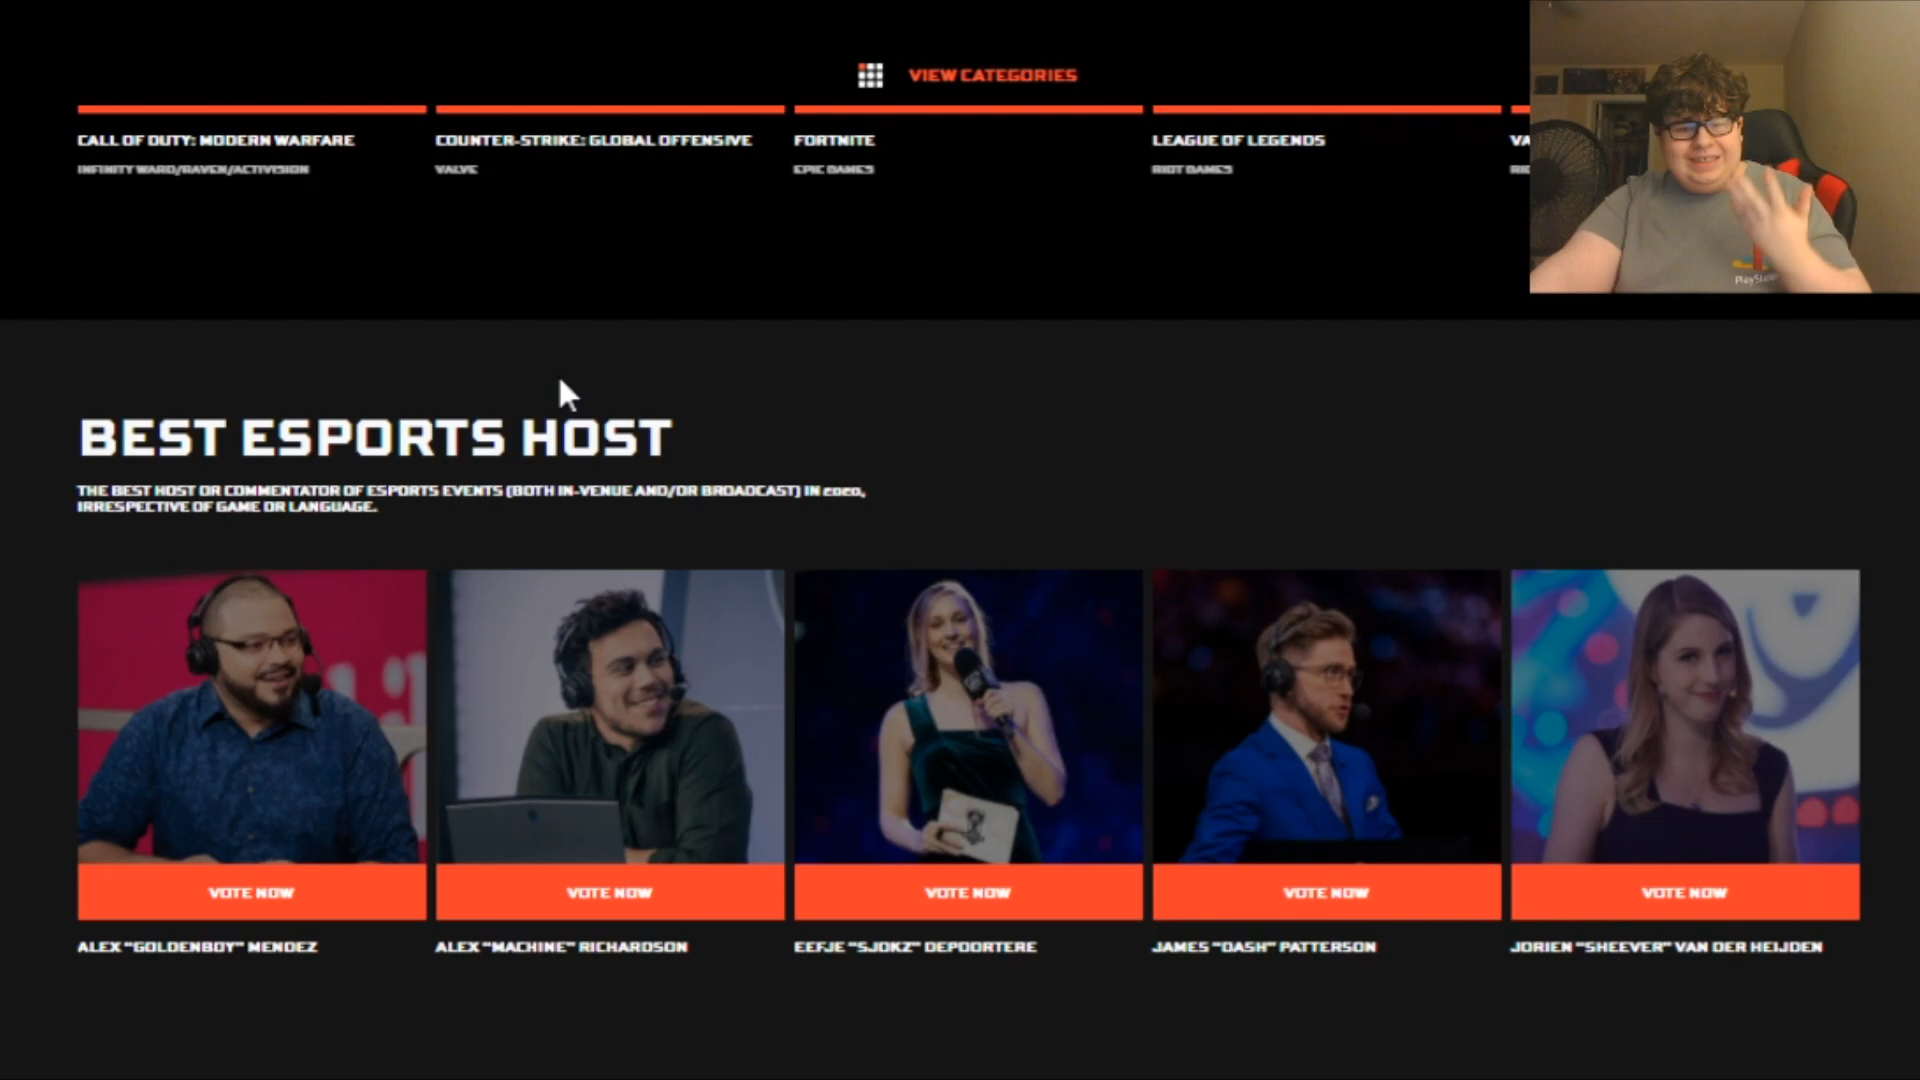 VIEW CATEGORIES
CALL OF DUTY: MODERN WARFARE
COUNTER-STRIKE: GLOBAL OFFENSIVE
FORTNITE
LEAGUE OF LEGENDS
VA
INFINITY WARD/RAVEN/ACTIVISION
VALVE
EPIC GAMES
RIOT GAMES
RIO
PlayStation
BEST ESPORTS HOST
THE BEST HOST OR COMMENTATOR OF ESPORTS EVENTS (BOTH IN-VENUE AND/OR BROADCAST) IN 2020,
IRRESPECTIVE OF GAME OR LANGUAGE.
VOTE NOW
VOTE NOW
VOTE NOW
VOTE NOW
VOTE NOW
ALEX "GOLDENBOY" MENDEZ
ALEX "MACHINE" RICHARDSON
EEFJE "SJOKZ" DEPOORTERE
JAMES "DASH" PATTERSON
JORIEN "SHEEVER" VAN DER HEIJDEN